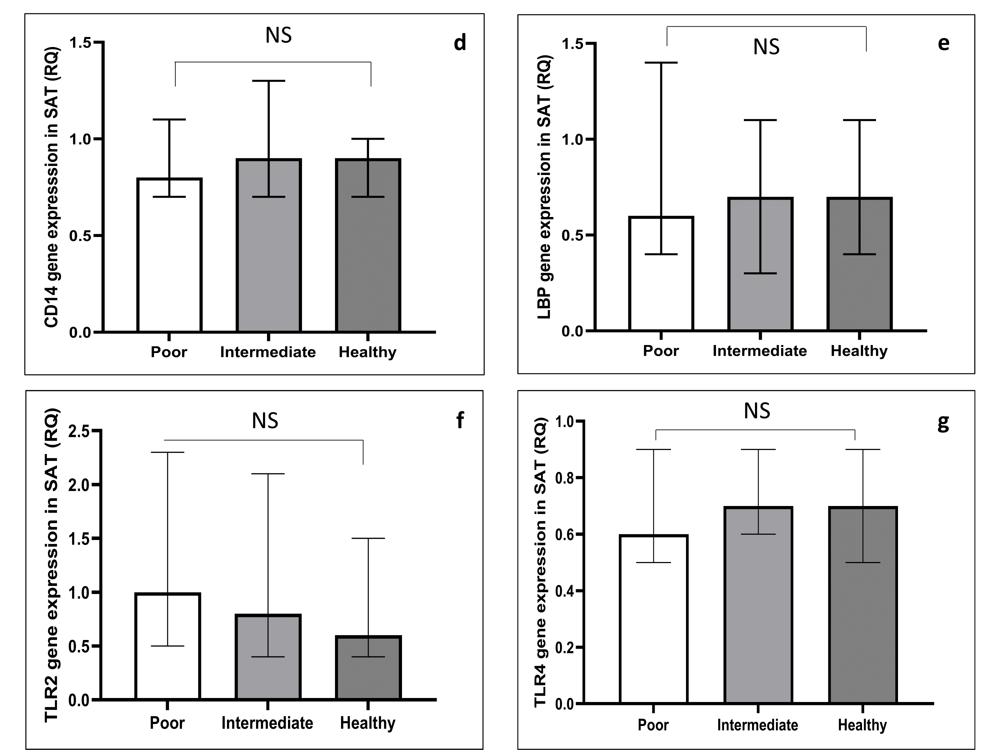 NS
d
CD14 gene expresssion in SAT (RQ)
1.5
1.0
0.5
0.0
Poor Intermediate Healthy
NS
e
LBP gene expression in SAT (RQ)
1.5
1.0
0.5
0.0
Poor Intermediate Healthy
NS
f
TLR2 gene expression in SAT (RQ)
2.5
2.0
1.5
1.0
0.5
0.0
Poor Intermediate Healthy
NS
g
TLR4 gene expression in SAT (RQ)
1.0
0.8
0.6
0.4
0.2
0.0
Poor Intermediate Healthy